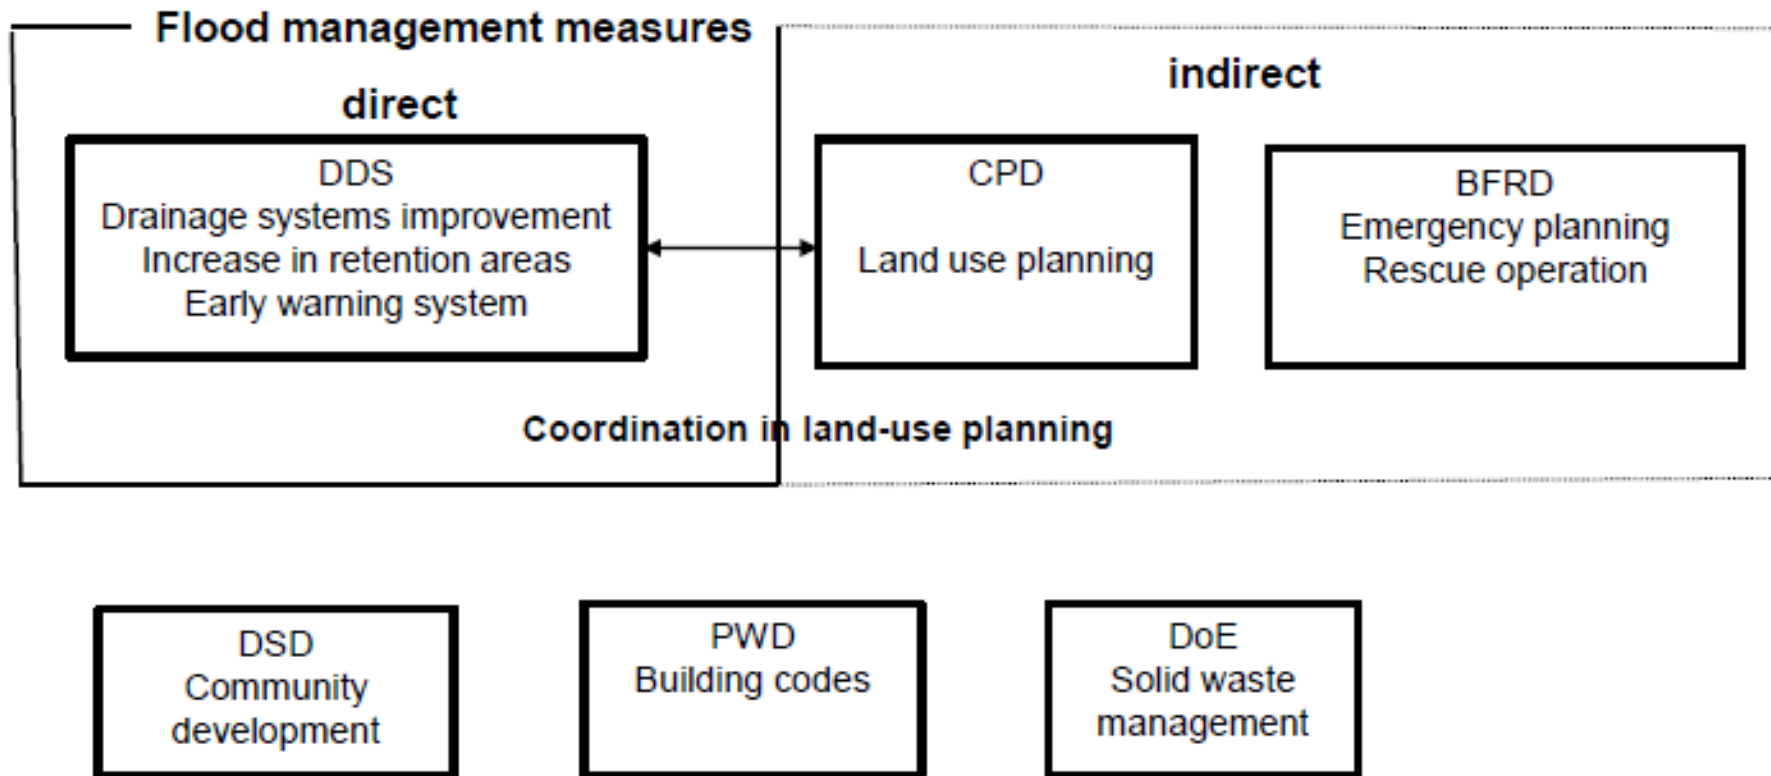 Flood management measures
direct
indirect
DDS
Drainage systems improvement
Increase in retention areas
Early warning system
CPD
Land use planning
BFRD
Emergency planning
Rescue operation
Coordination in land-use planning
DSD
Community
development
PWD
Building codes
DoE
Solid waste
management